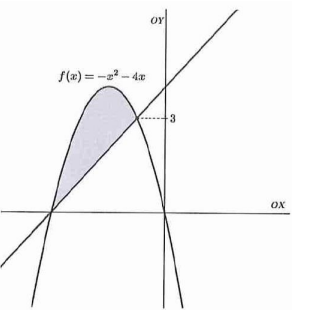 OY
f(x) = −x² − 4x
3
OX